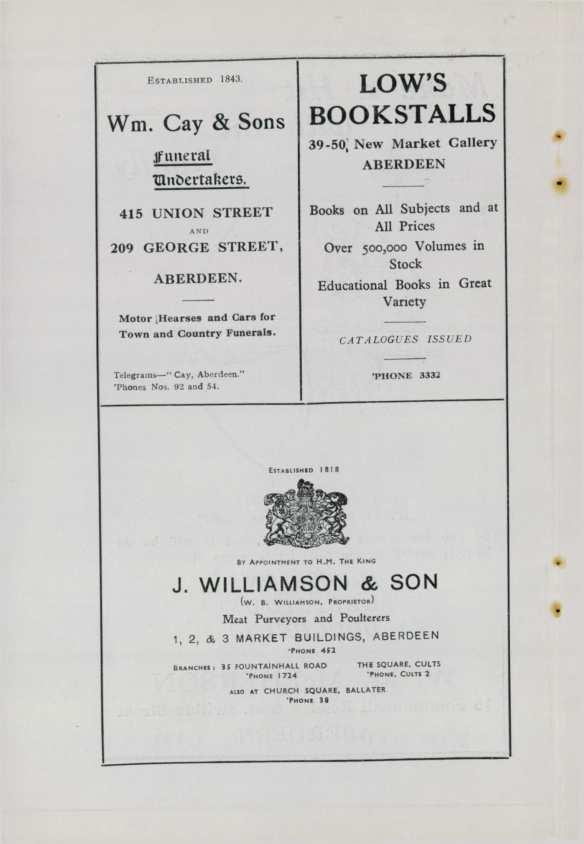 ESTABLISHED 1843.
Wm. Cay & Sons
Funeral
Undertakers.
415 UNION STREET
AND
209 GEORGE STREET,
ABERDEEN.
Motor Hearses and Cars for
Town and Country Funerals.
Telegrams—"Cay, Aberdeen."
'Phones Nos. 92 and 54.
LOW'S
BOOKSTALLS
39-50, New Market Gallery
ABERDEEN
Books on All Subjects and at
All Prices
Over 500,000 Volumes in
Stock
Educational Books in Great
Variety
CATALOGUES ISSUED
'PHONE 3332
ESTABLISHED 1818
BY APPOINTMENT TO H.M. THE KING
J. WILLIAMSON & SON
(W. B. WILLIAMSON, PROPRIETOR)
Meat Purveyors and Poulterers
1, 2, & 3 MARKET BUILDINGS, ABERDEEN
'PHONE 452
BRANCHES: 35 FOUNTAINHALL ROAD
'PHONE 1724
THE SQUARE, CULTS
'PHONE, CULTS 2
ALSO AT CHURCH SQUARE, BALLATER
'PHONE 38